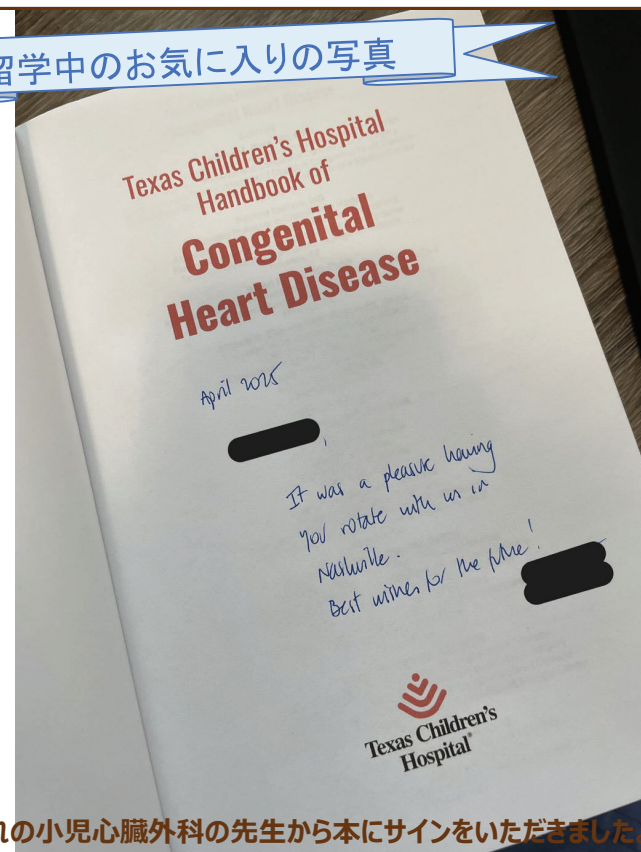 留学中のお気に入りの写真
Texas Children's Hospital
Handbook of
Congenital
Heart Disease
April 2025
,
It was a pleasure having
you rotate with us in
Nashville.
Best wishes for the future!
Texas Children's
Hospital®
れの小児心臓外科の先生から本にサインをいただきました。